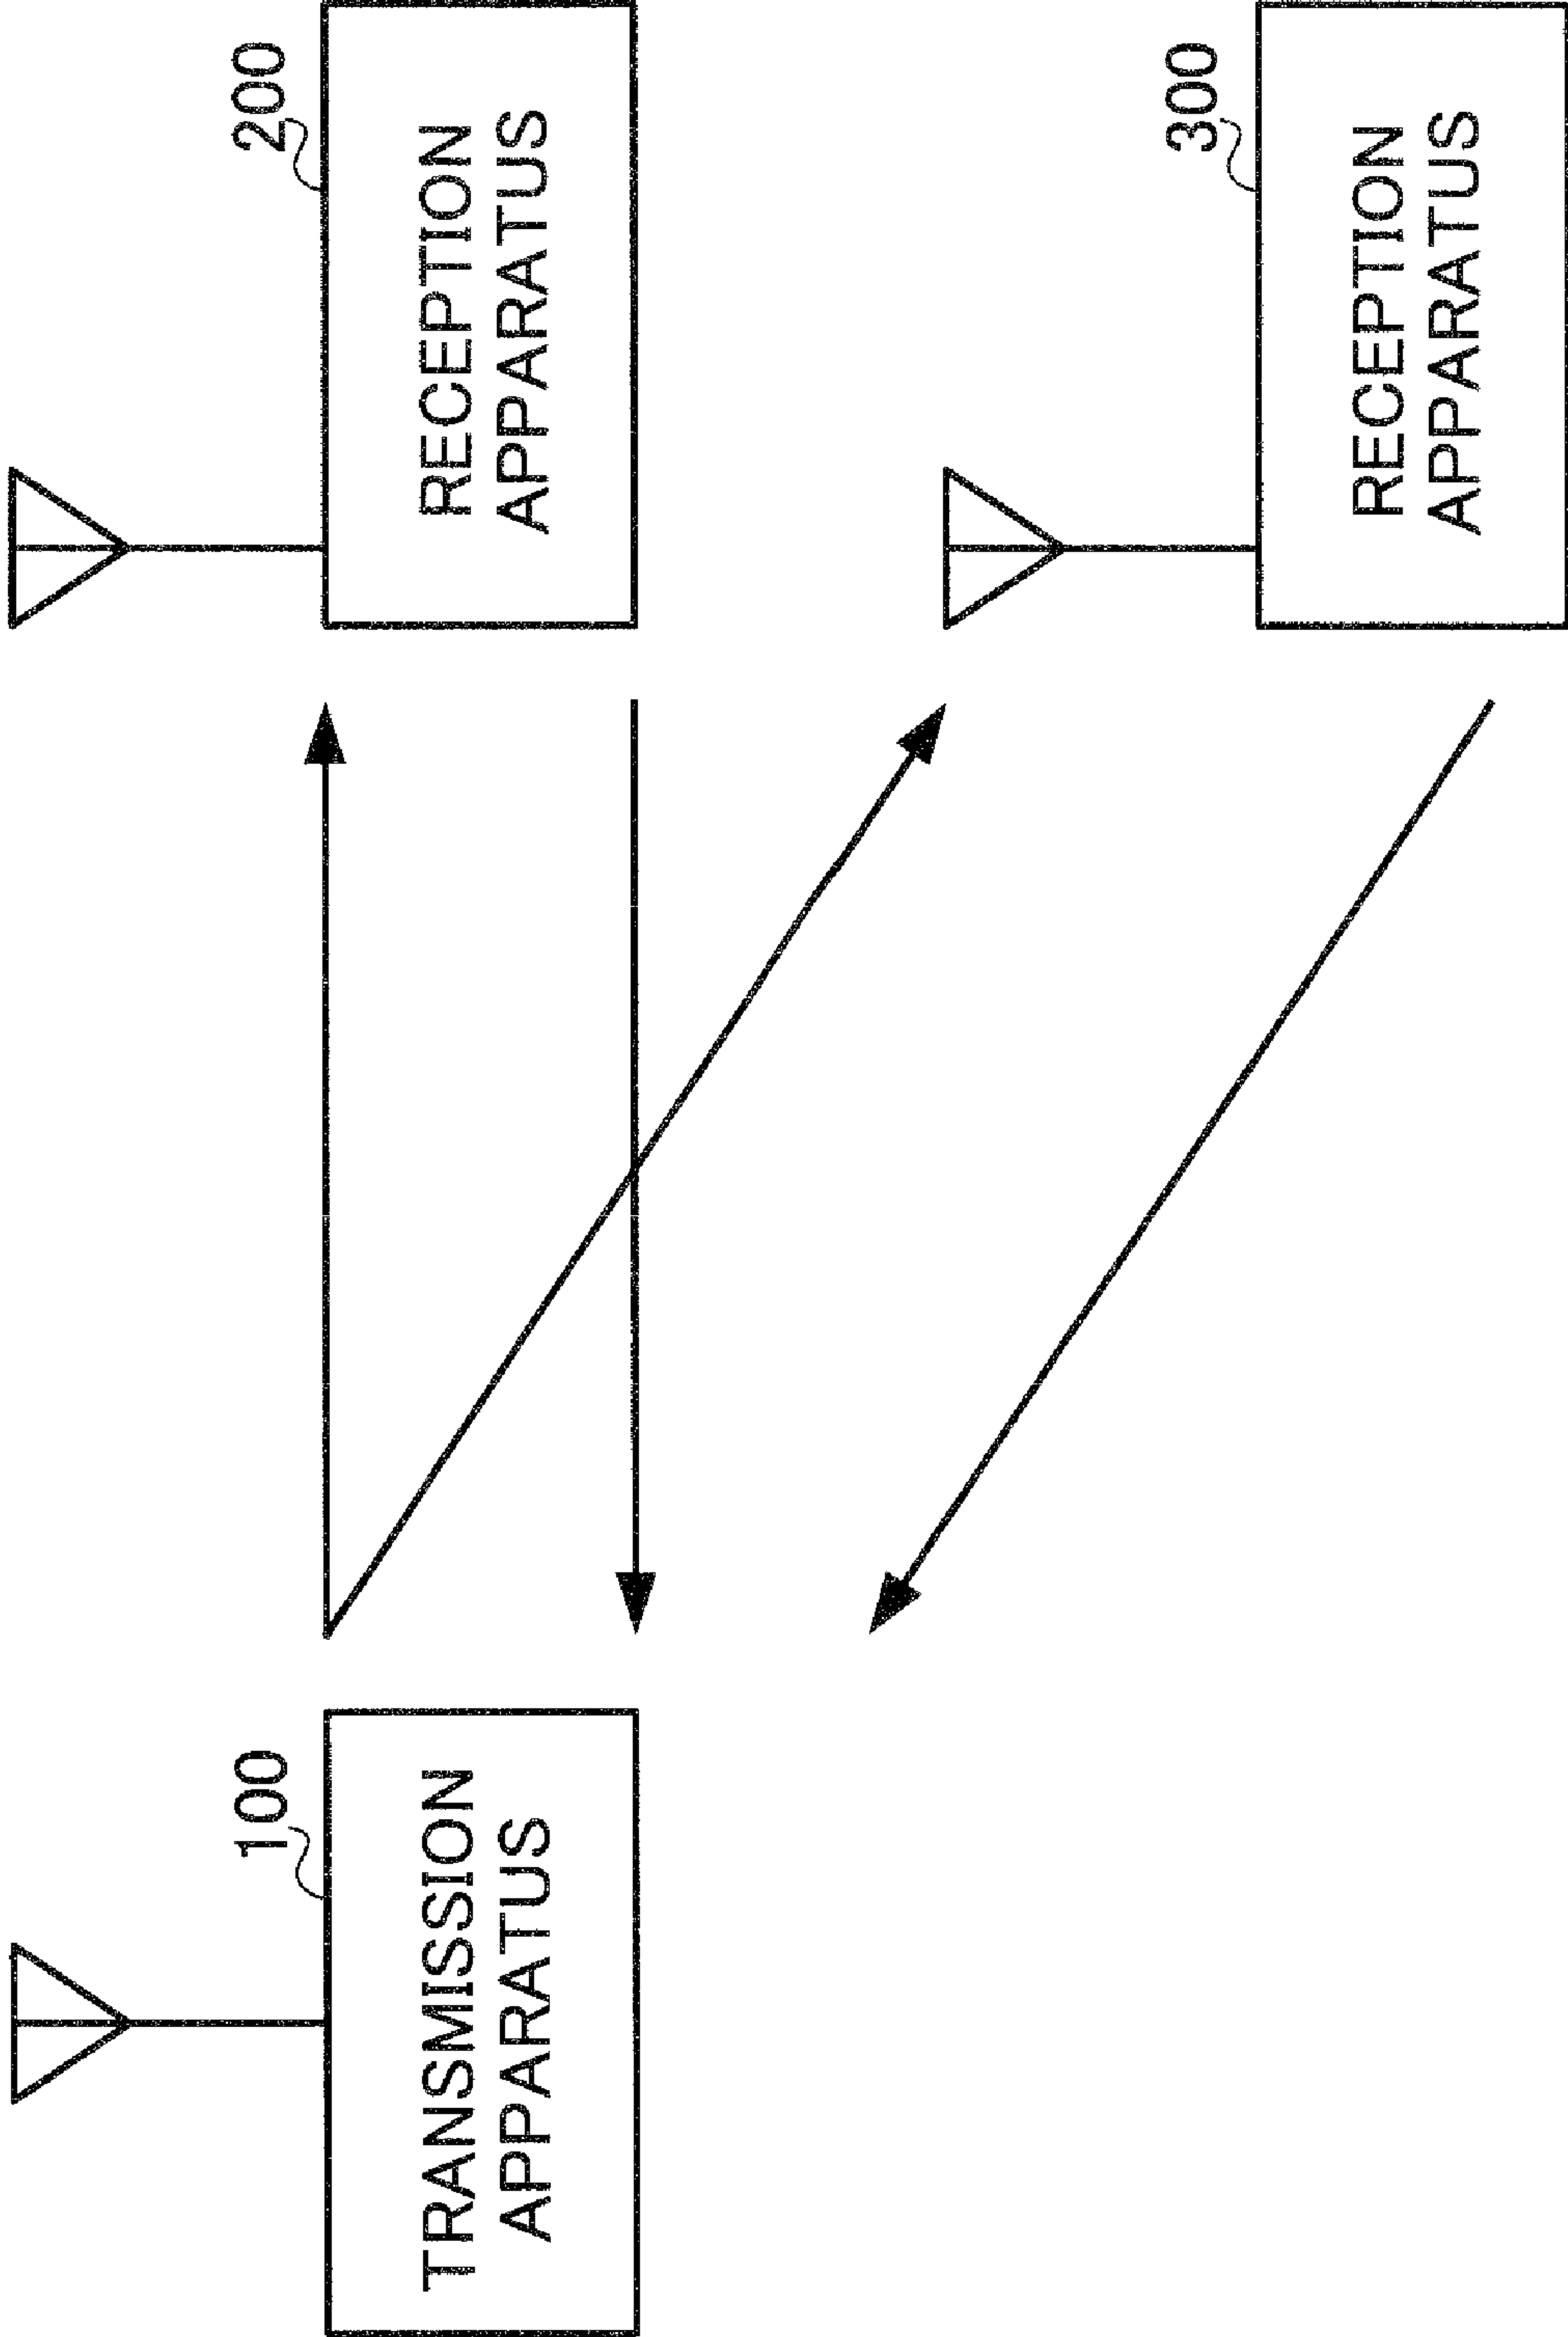 100
TRANSMISSION
APPARATUS
200
RECEPTION
APPARATUS
300
RECEPTION
APPARATUS